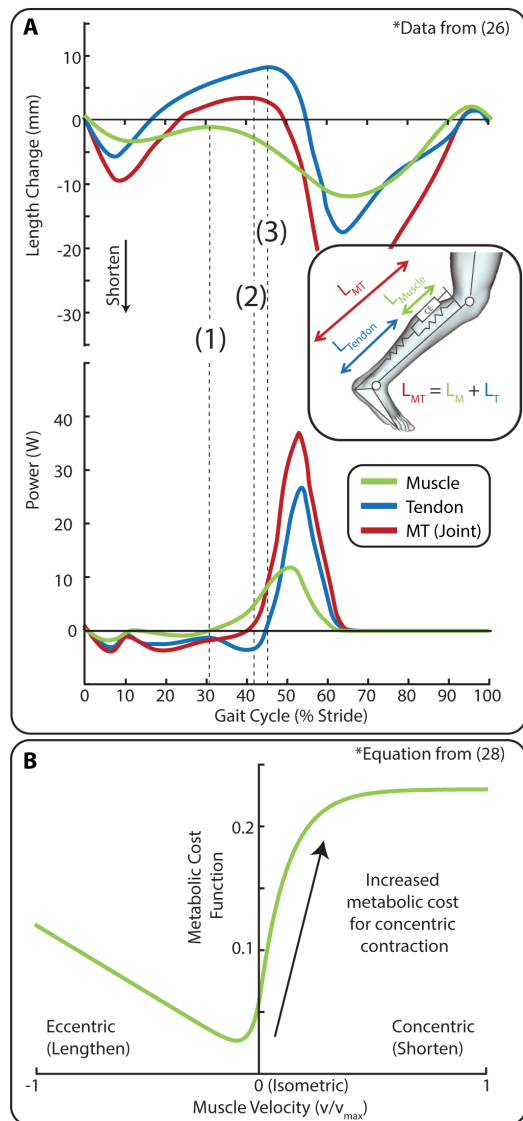 A
*Data from (26)
Length Change (mm)
10
0
-10
-20
-30
Shorten
(1)
(2)
(3)
L_MT
L_Muscle
L_Tendon
CE
L_MT = L_M + L_T
Power (W)
40
30
20
10
0
Muscle
Tendon
MT (Joint)
0 10 20 30 40 50 60 70 80 90 100
Gait Cycle (% Stride)
B
*Equation from (28)
Metabolic Cost
Function
0.2
0.1
Increased
metabolic cost
for concentric
contraction
Eccentric
(Lengthen)
Concentric
(Shorten)
-1 0 (Isometric) 1
Muscle Velocity (v/v_max)